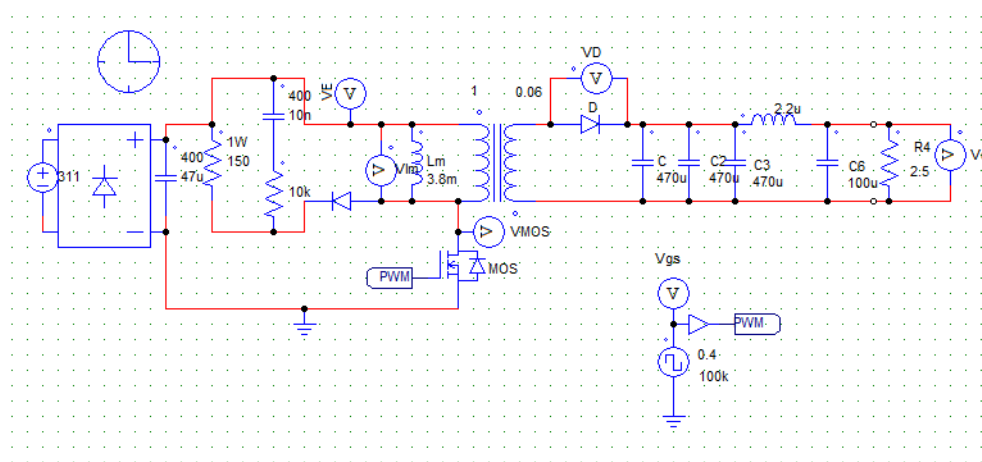 VD
V
VE
V
1
0.06
D
2.2u
400
10n
1W
150
400
47u
311
10k
V
Vlm
Lm
3.8m
C
470u
C2
470u
C3
470u
C6
100u
R4
2.5
V
V
VMOS
MOS
PWM
Vgs
V
PWM
0.4
100k